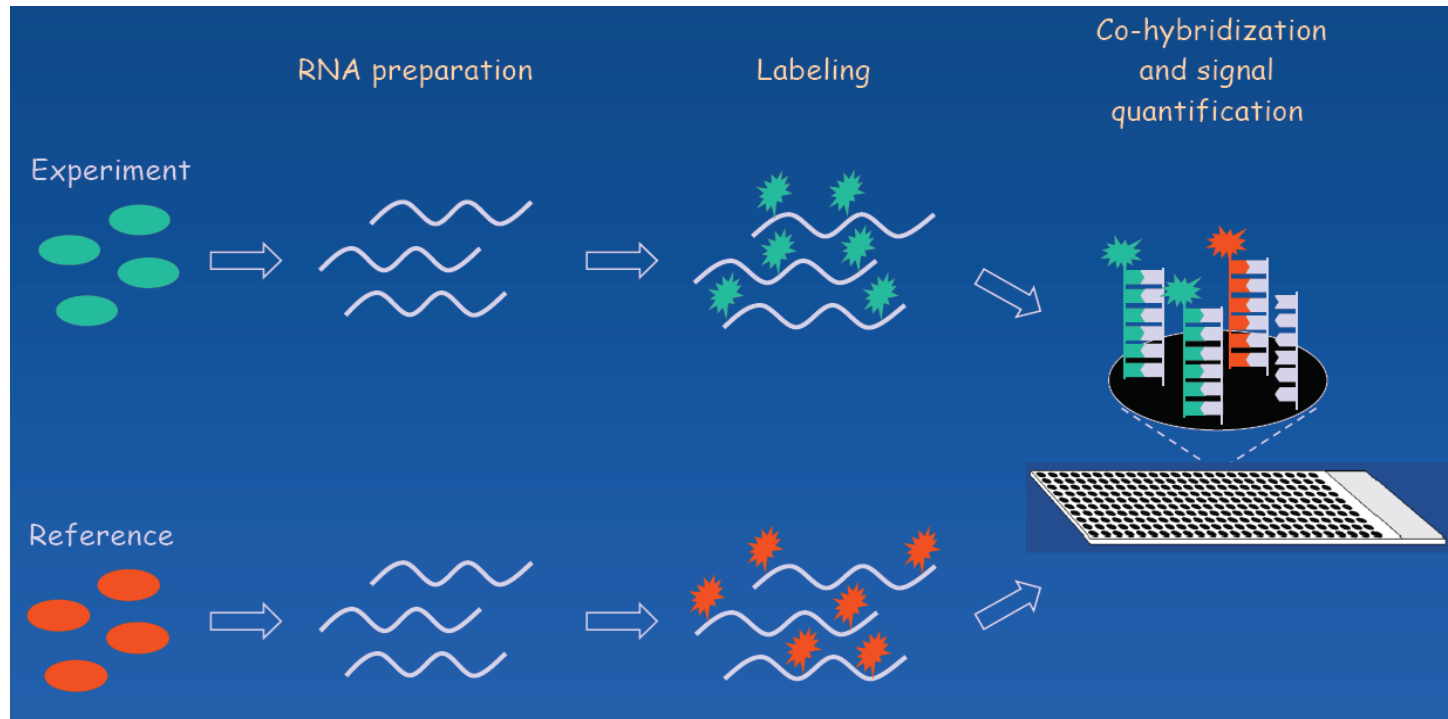 RNA preparation
Labeling
Co-hybridization
and signal
quantification
Experiment
Reference